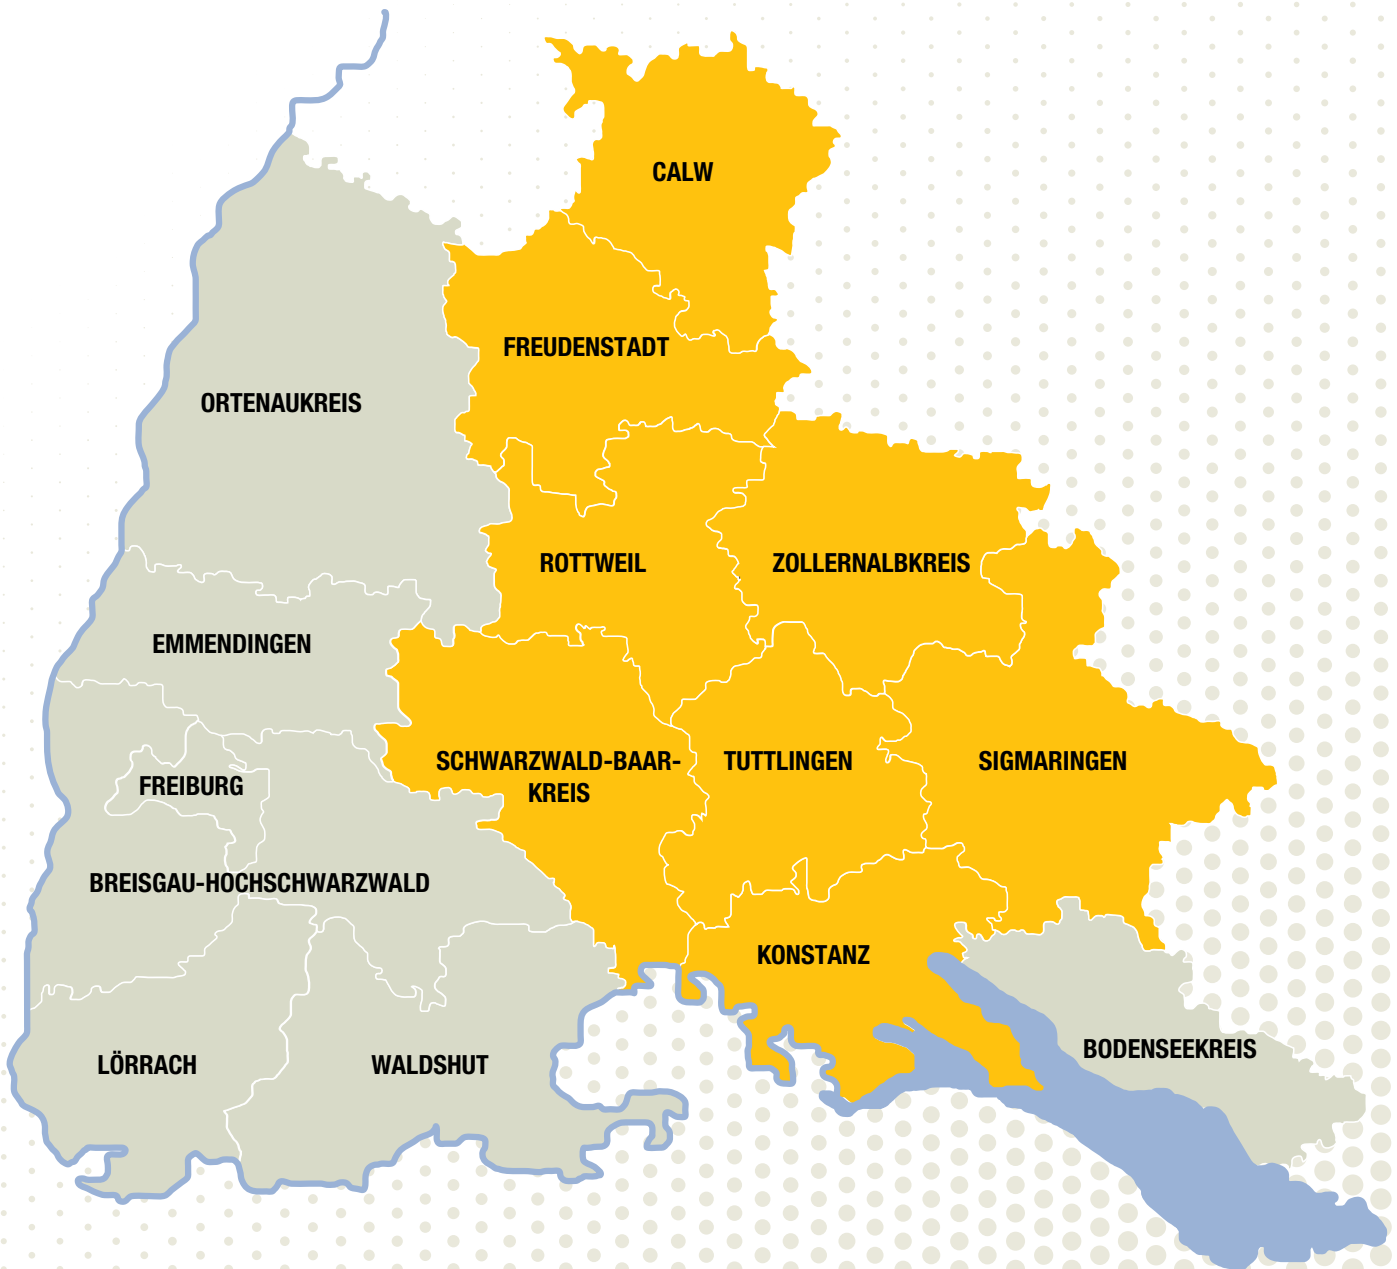 CALW
FREUDENSTADT
ORTENAUKREIS
ROTTWEIL
ZOLLERNALBKREIS
EMMENDINGEN
SCHWARZWALD-BAAR-
KREIS
TUTTLINGEN
SIGMARINGEN
FREIBURG
BREISGAU-HOCHSCHWARZWALD
KONSTANZ
BODENSEEKREIS
LÖRRACH
WALDSHUT